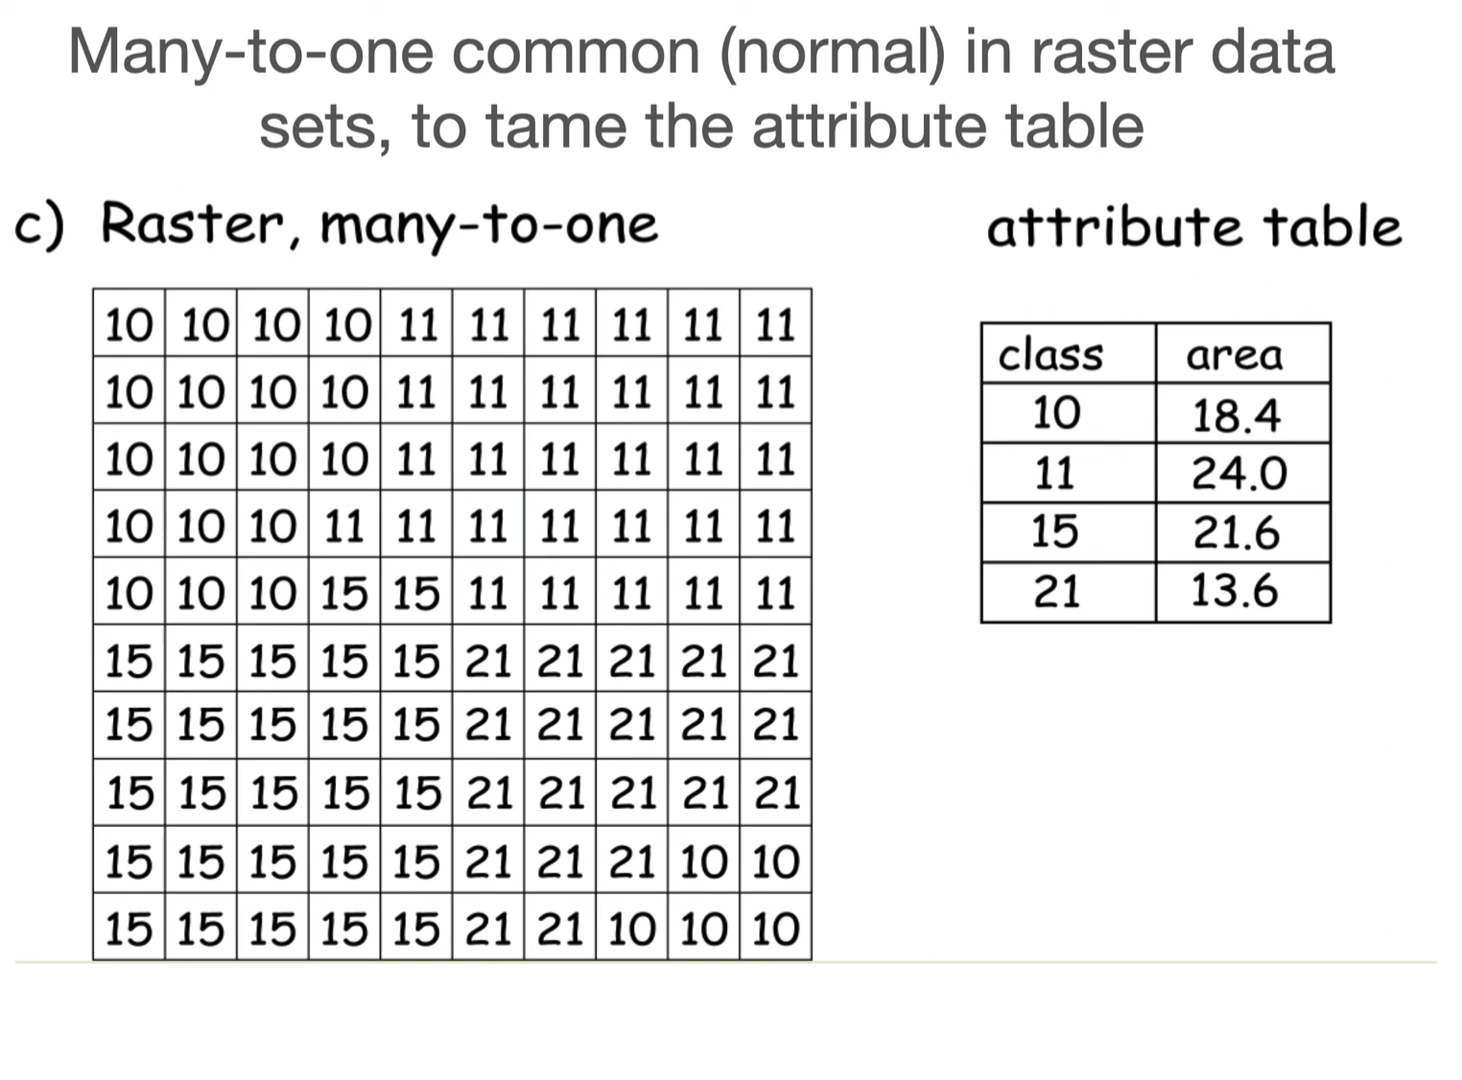 Many-to-one common (normal) in raster data
sets, to tame the attribute table
c) Raster, many-to-one
attribute table
10 10 10 10 11 11 11 11 11 11
10 10 10 10 11 11 11 11 11 11
10 10 10 10 11 11 11 11 11 11
10 10 10 11 11 11 11 11 11 11
10 10 10 15 15 11 11 11 11 11
15 15 15 15 15 21 21 21 21 21
15 15 15 15 15 21 21 21 21 21
15 15 15 15 15 21 21 21 21 21
15 15 15 15 15 21 21 21 10 10
15 15 15 15 15 21 21 10 10 10
class area
10 18.4
11 24.0
15 21.6
21 13.6